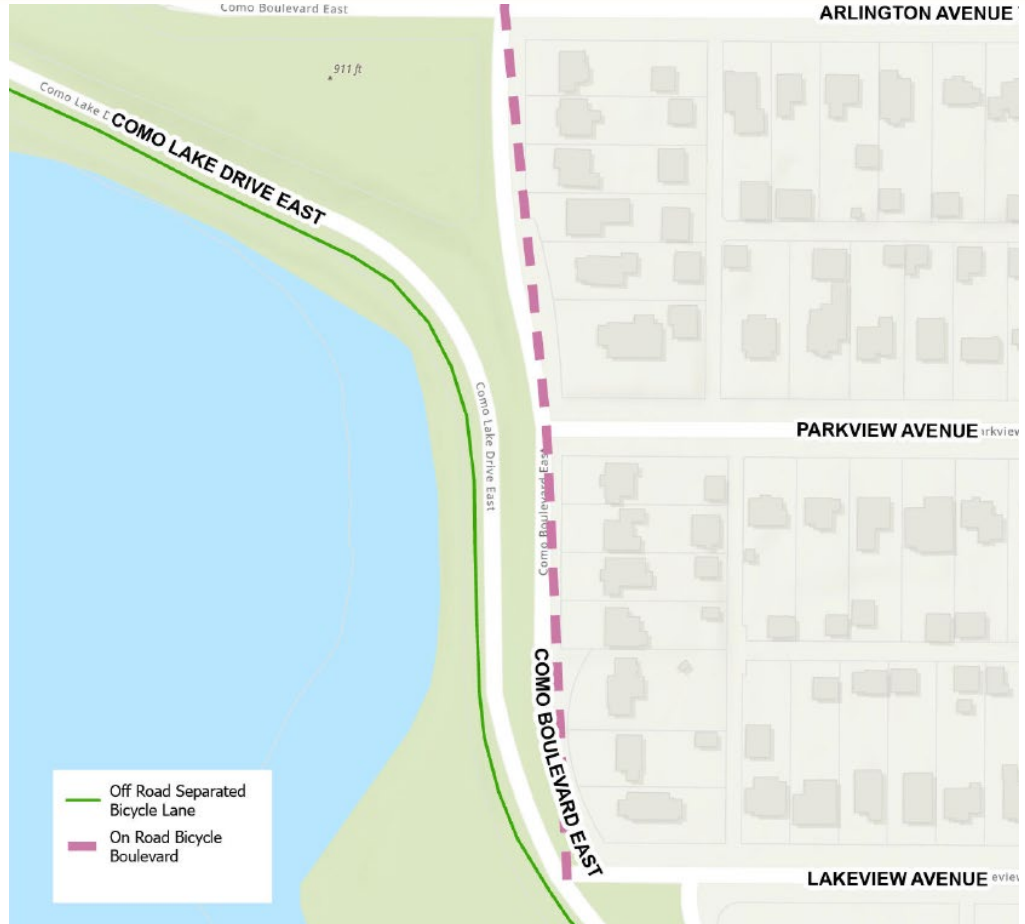 Como Boulevard East
ARLINGTON AVENUE
911 ft
Como Lake
COMO LAKE DRIVE EAST
Como Lake Drive East
PARKVIEW AVENUE
arkview
Como Boulevard East
COMO BOULEVARD EAST
Off Road Separated
Bicycle Lane
On Road Bicycle
Boulevard
LAKEVIEW AVENUE
eview